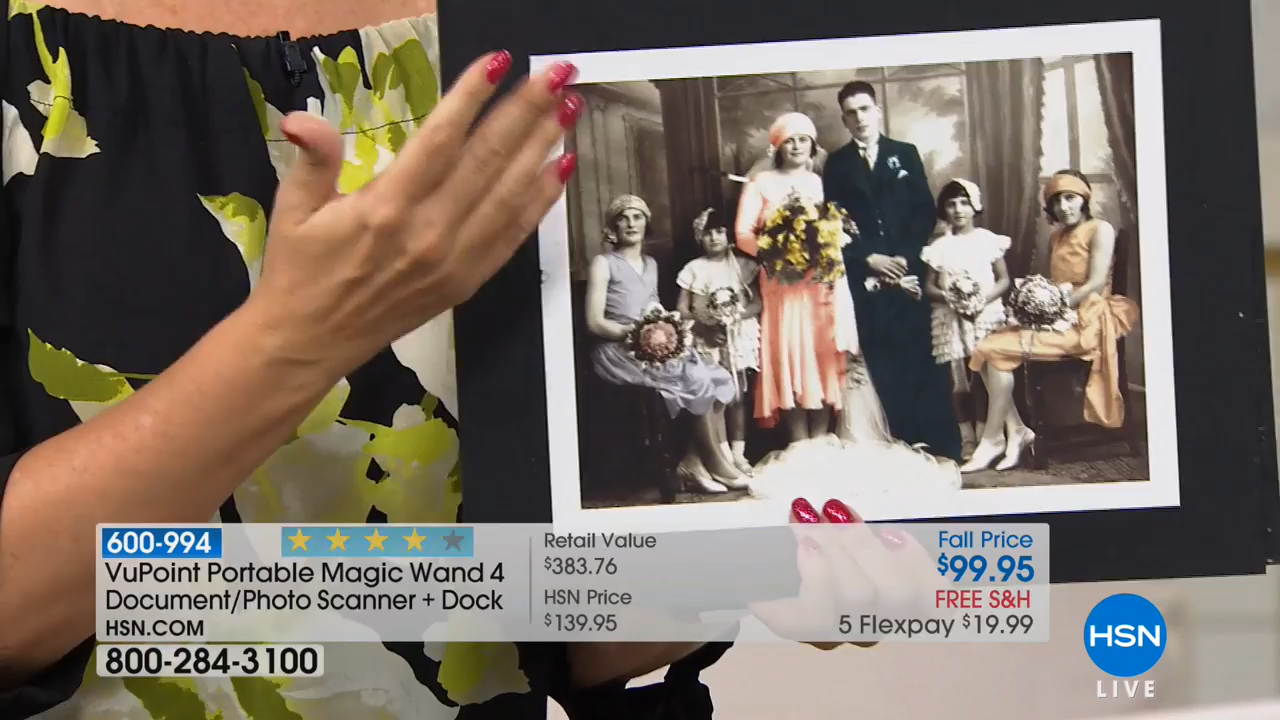 600-994
VuPoint Portable Magic Wand 4
Document/Photo Scanner + Dock
HSN.COM
800-284-3100
Retail Value
$383.76
HSN Price
$139.95
Fall Price
$99.95
FREE S&H
5 Flexpay $19.99
HSN
LIVE